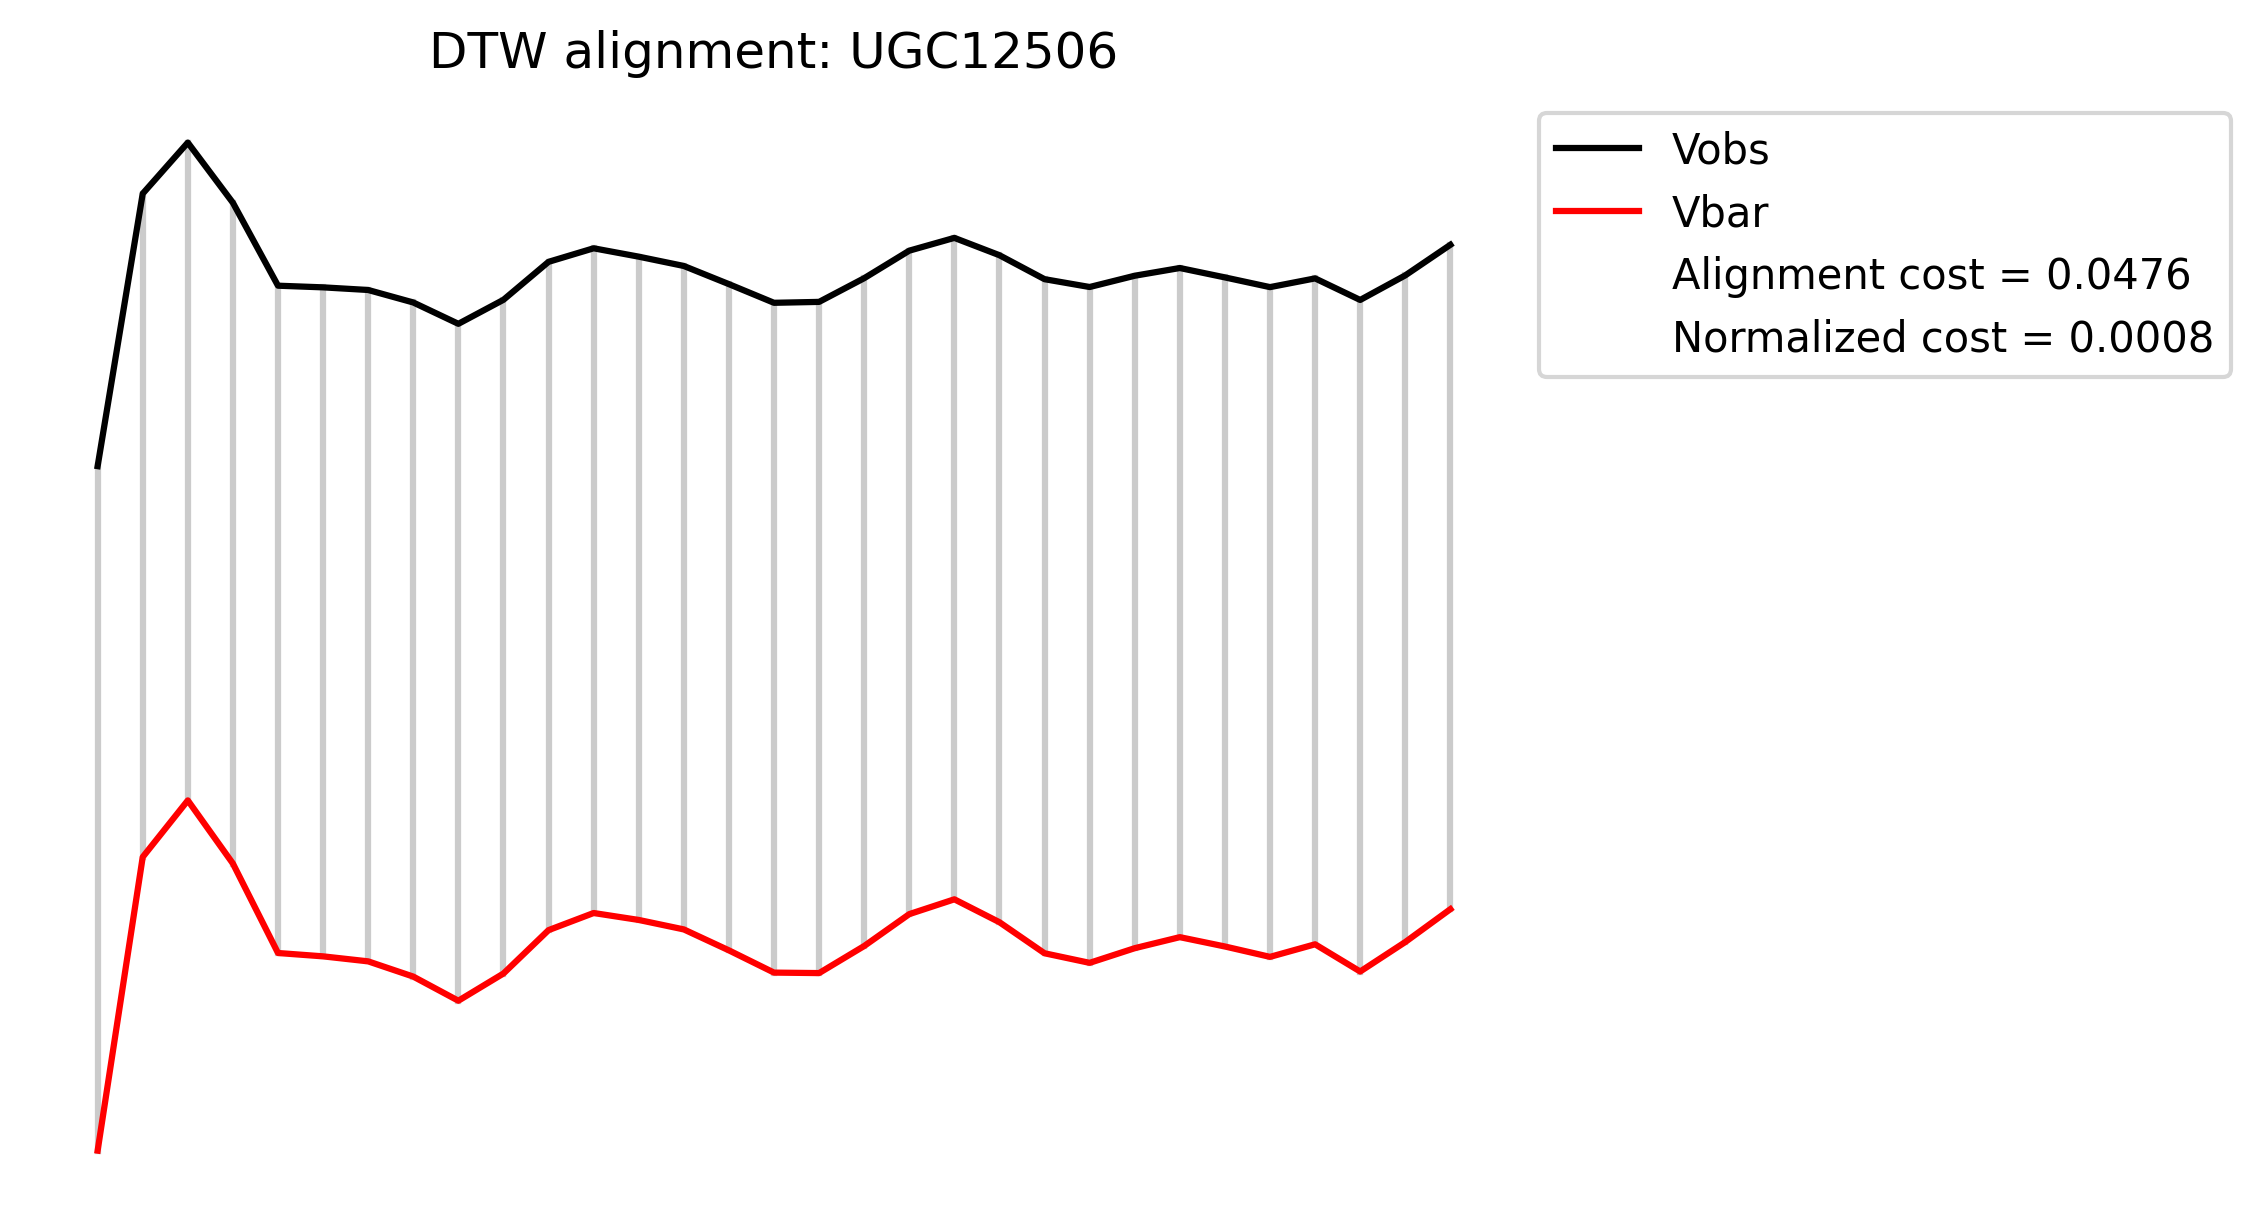 DTW alignment: UGC12506
Vobs
Vbar
Alignment cost = 0.0476
Normalized cost = 0.0008